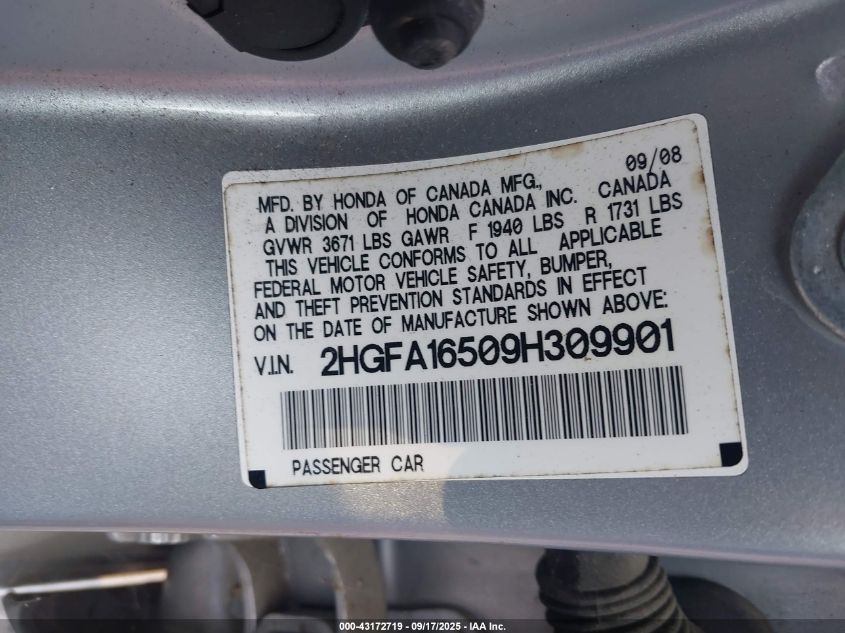 09/08
MFD. BY HONDA OF CANADA MFG.,
A DIVISION OF HONDA CANADA INC. CANADA
GVWR 3671 LBS GAWR F 1940 LBS R 1731 LBS
THIS VEHICLE CONFORMS TO ALL APPLICABLE
FEDERAL MOTOR VEHICLE SAFETY, BUMPER,
AND THEFT PREVENTION STANDARDS IN EFFECT
ON THE DATE OF MANUFACTURE SHOWN ABOVE:
V.I.N. 2HGFA16509H309901
PASSENGER CAR
000-43172719 - 09/17/2025 - IAA Inc.